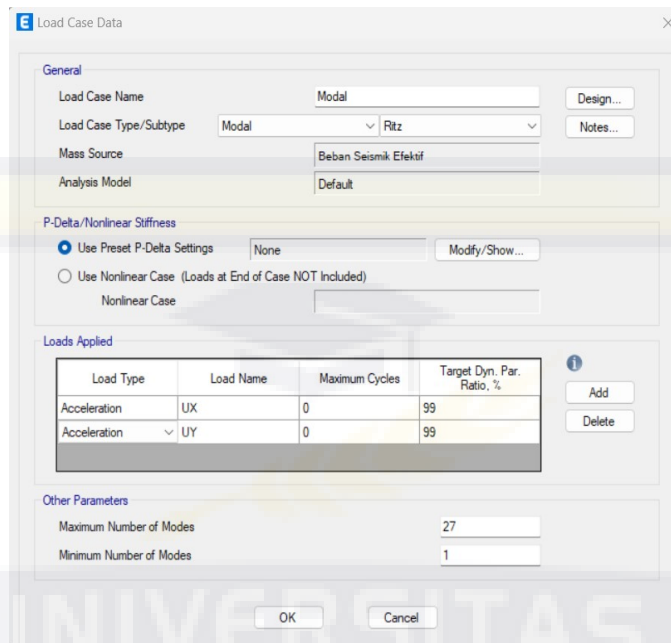 E Load Case Data
General
Load Case Name Modal Design...
Load Case Type/Subtype Modal Ritz Notes...
Mass Source Beban Seismik Efektif
Analysis Model Default
P-Delta/Nonlinear Stiffness
Use Preset P-Delta Settings None Modify/Show...
Use Nonlinear Case (Loads at End of Case NOT Included)
Nonlinear Case
Loads Applied
Load Type Load Name Maximum Cycles Target Dyn. Par. Ratio, %
Acceleration UX 0 99 Add
Acceleration UY 0 99 Delete
Other Parameters
Maximum Number of Modes 27
Minimum Number of Modes 1
OK Cancel
UNIVERSITAS